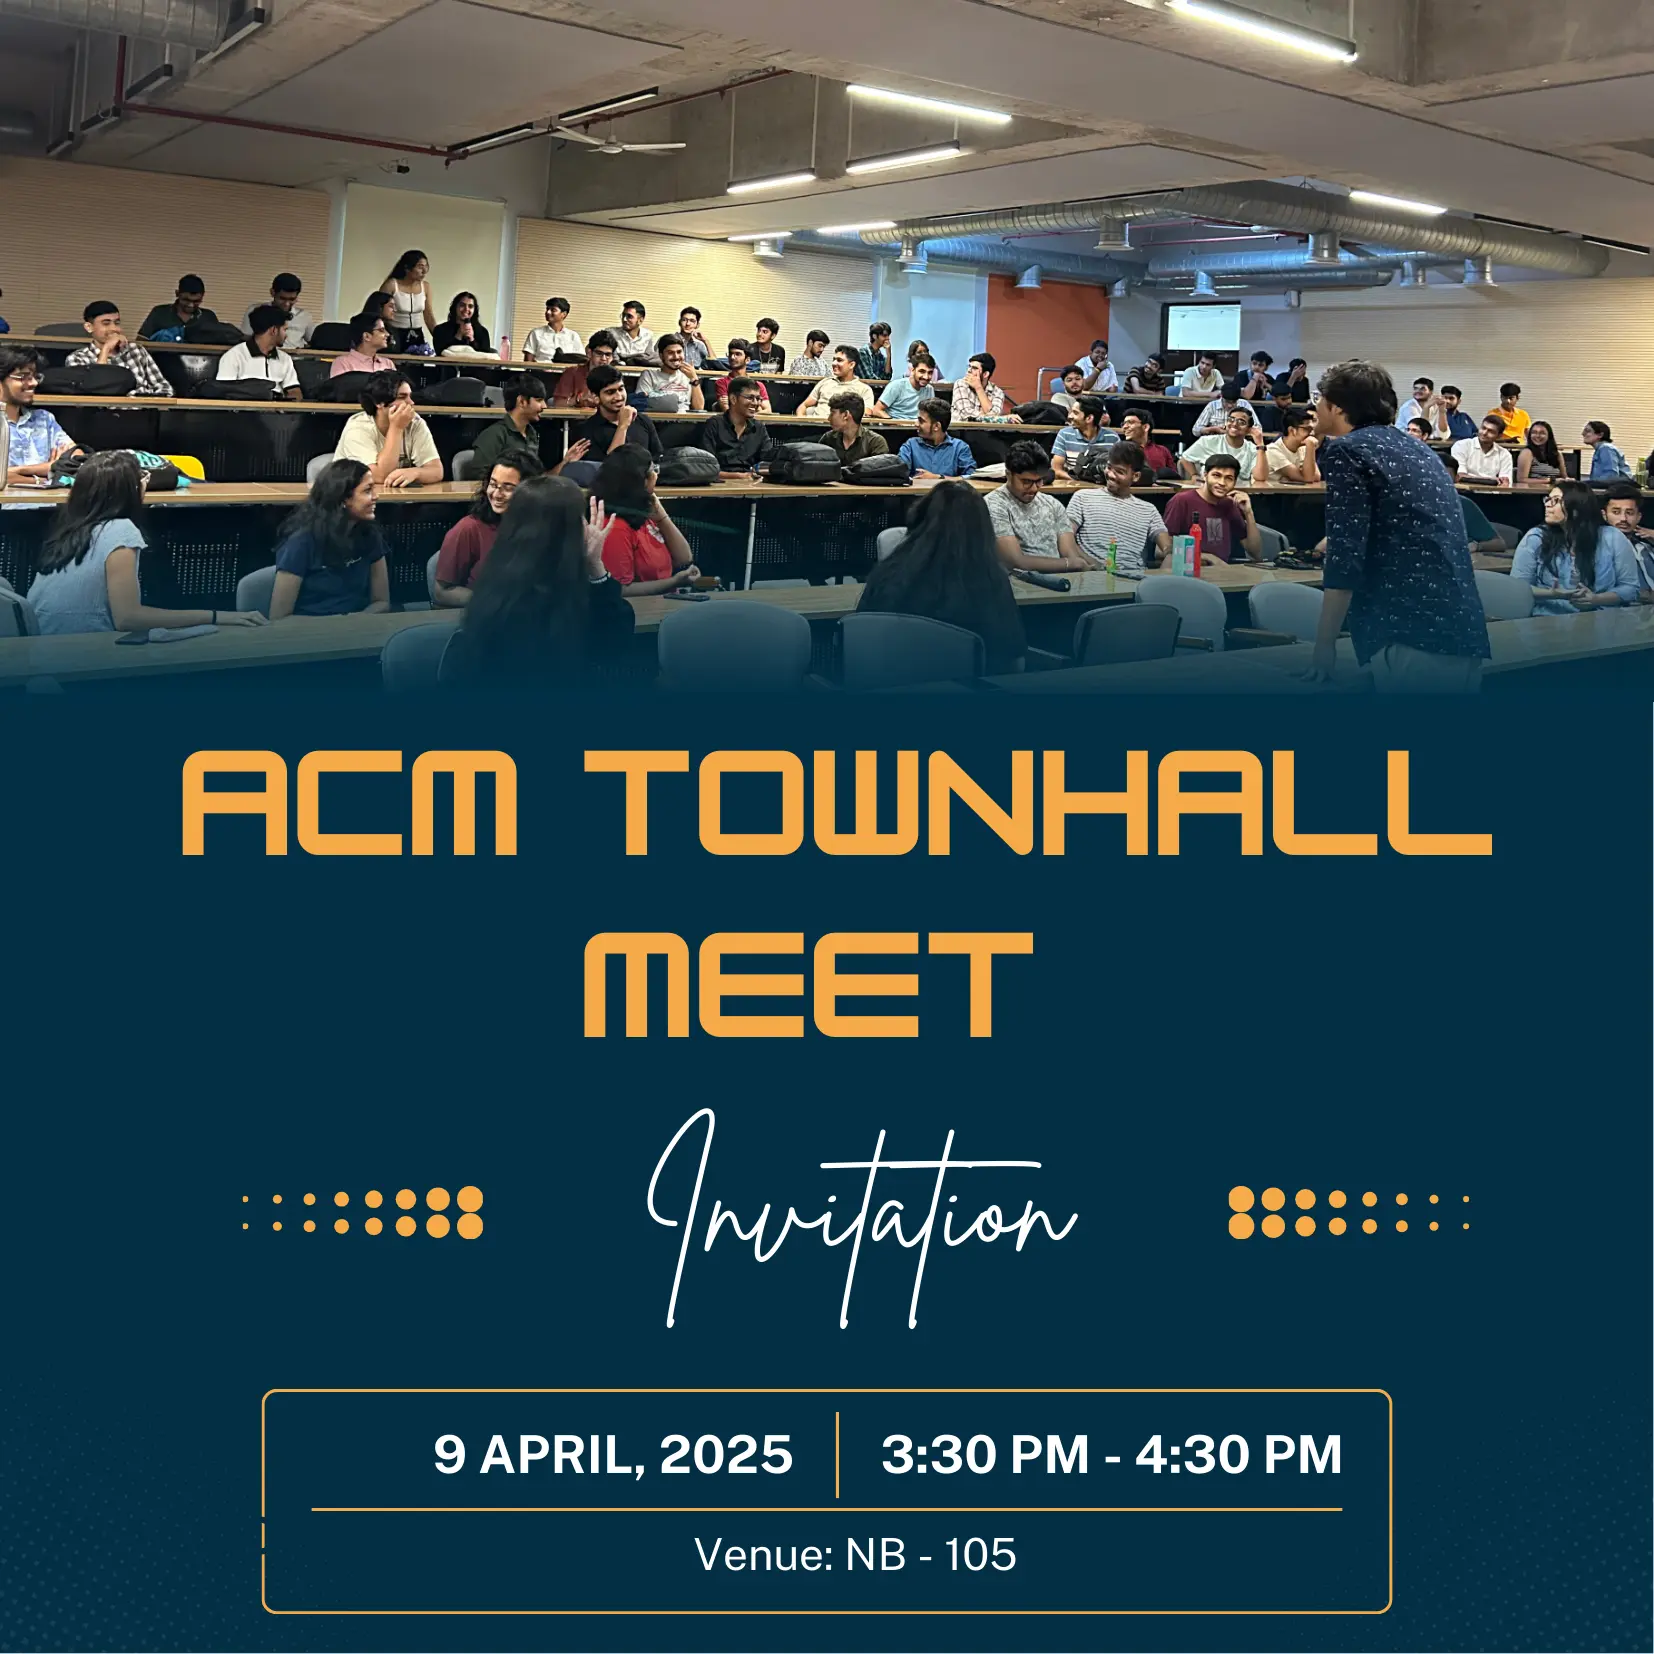 ACM TOWNHALL
MEET
Invitation
9 APRIL, 2025
3:30 PM - 4:30 PM
Venue: NB - 105